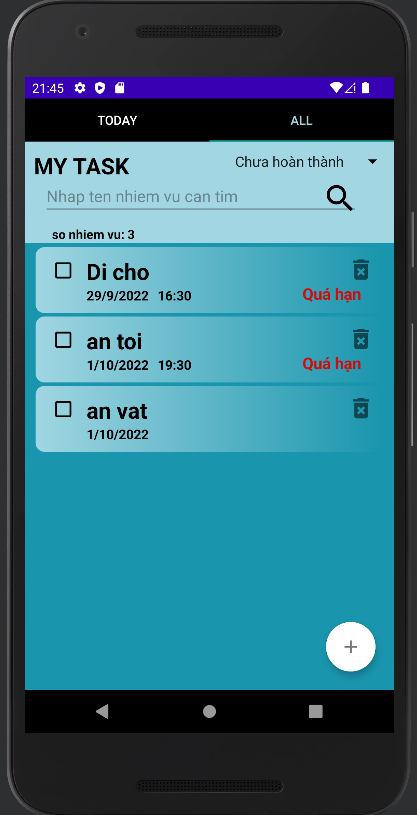 21:45
TODAY ALL
MY TASK Chưa hoàn thành
Nhap ten nhiem vu can tim
so nhiem vu: 3
Di cho
29/9/2022 16:30 Quá hạn
an toi
1/10/2022 19:30 Quá hạn
an vat
1/10/2022